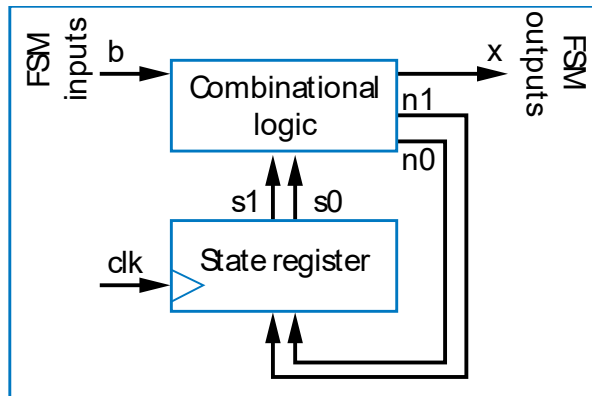 FSM
inputs
b
Combinational
logic
x
FSM
outputs
n1
n0
s1
s0
clk
State register